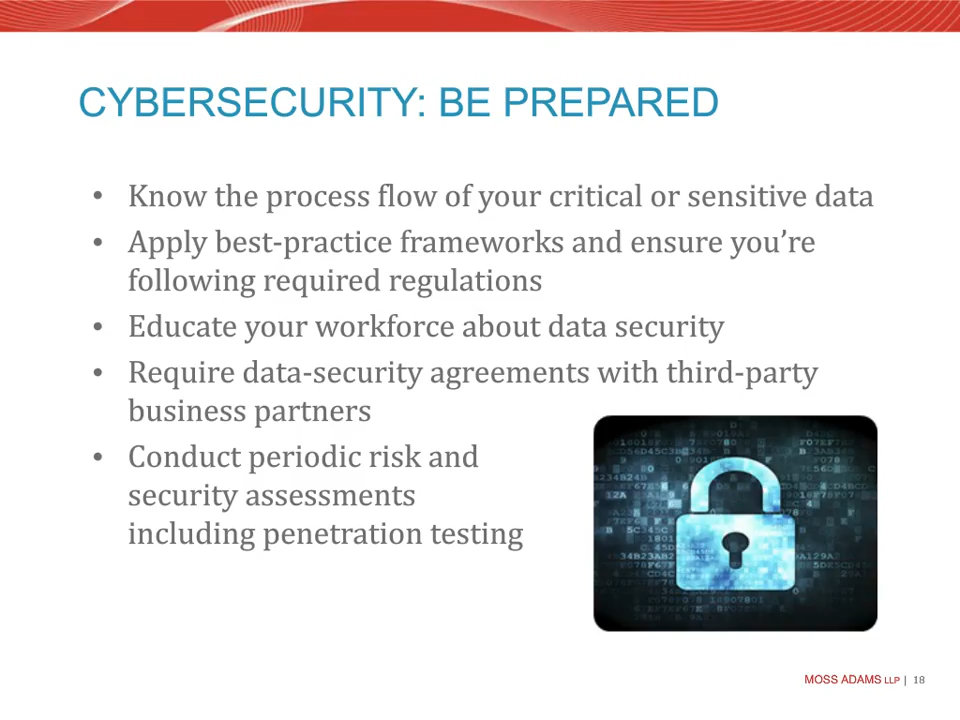 CYBERSECURITY: BE PREPARED
• Know the process flow of your critical or sensitive data
• Apply best-practice frameworks and ensure you’re
following required regulations
• Educate your workforce about data security
• Require data-security agreements with third-party
business partners
• Conduct periodic risk and
security assessments
including penetration testing
MOSS ADAMS LLP | 18